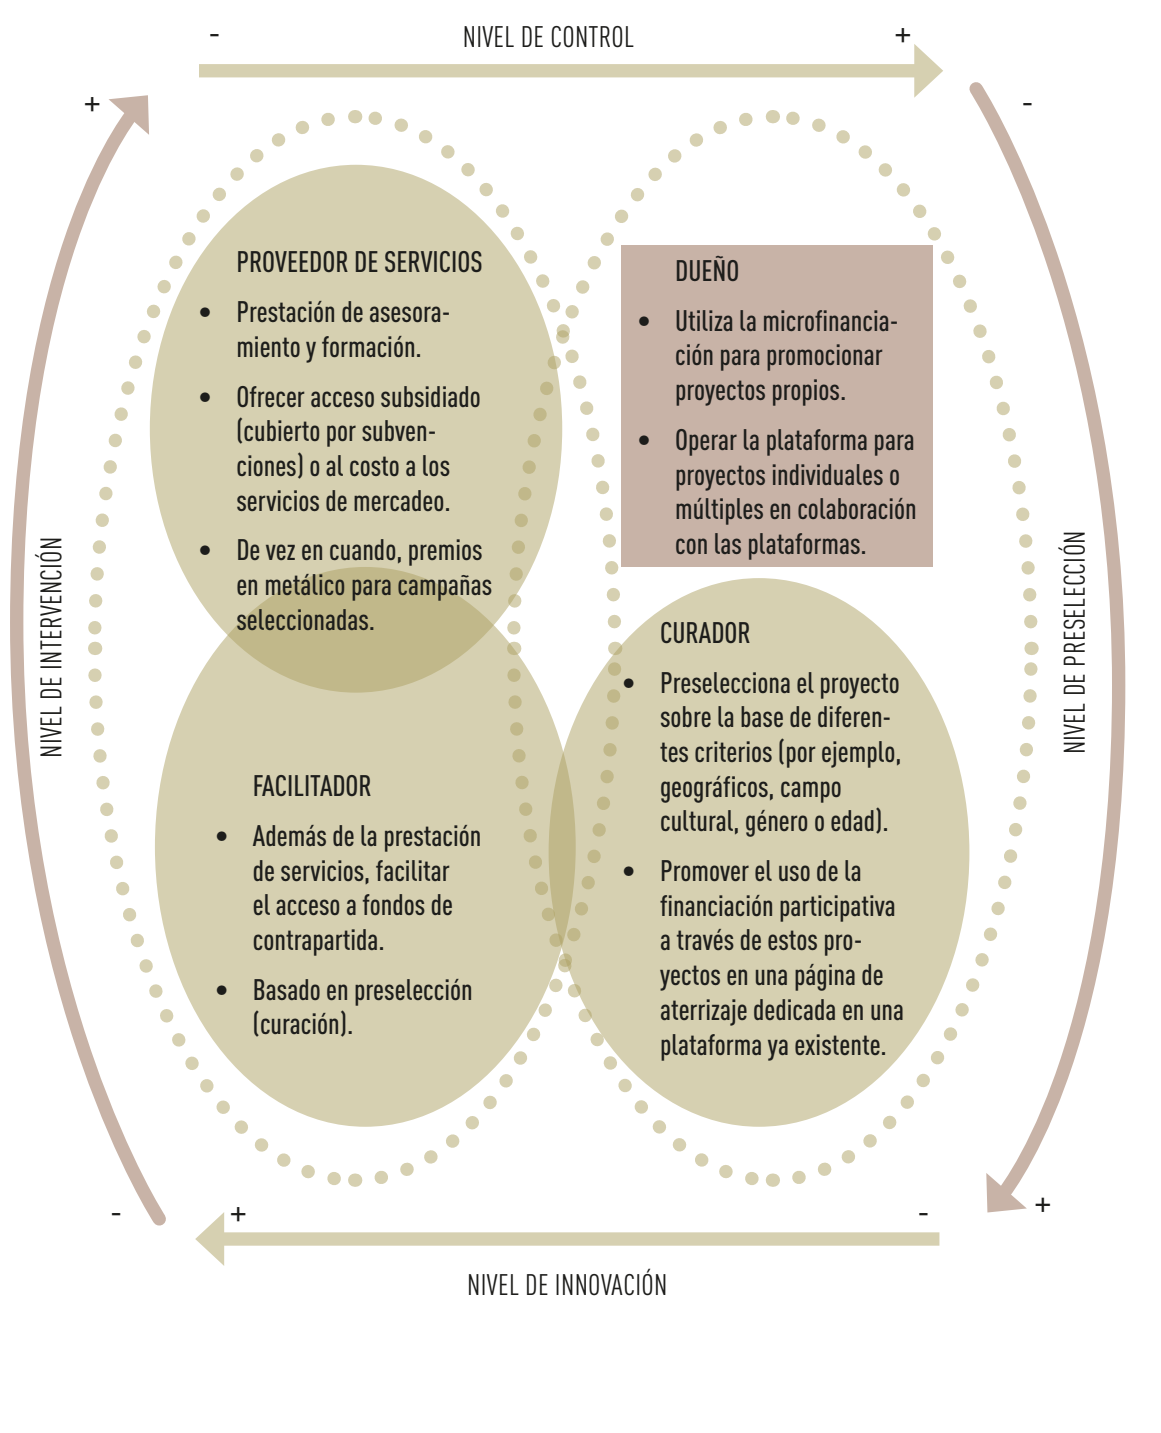 - NIVEL DE CONTROL +
+
-
PROVEEDOR DE SERVICIOS
• Prestación de asesora-
miento y formación.
• Ofrecer acceso subsidiado
(cubierto por subven-
ciones) o al costo a los
servicios de mercadeo.
• De vez en cuando, premios
en metálico para campañas
seleccionadas.
DUEÑO
• Utiliza la microfinancia-
ción para promocionar
proyectos propios.
• Operar la plataforma para
proyectos individuales o
múltiples en colaboración
con las plataformas.
NIVEL DE INTERVENCIÓN
NIVEL DE PRESELECCIÓN
FACILITADOR
• Además de la prestación
de servicios, facilitar
el acceso a fondos de
contrapartida.
• Basado en preselección
(curación).
CURADOR
• Preselecciona el proyecto
sobre la base de diferen-
tes criterios (por ejemplo,
geográficos, campo
cultural, género o edad).
• Promover el uso de la
financiación participativa
a través de estos pro-
yectos en una página de
aterrizaje dedicada en una
plataforma ya existente.
-
+
-
+
NIVEL DE INNOVACIÓN